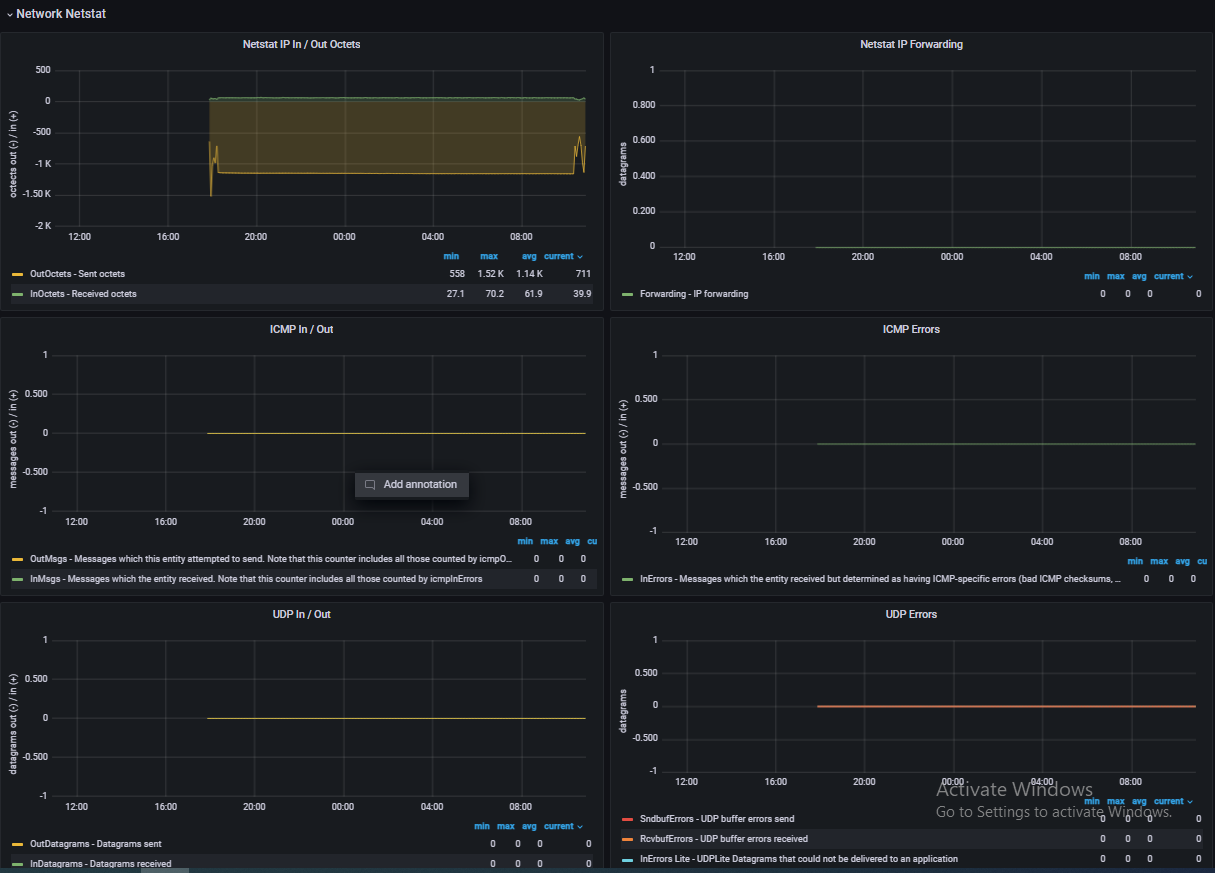 Network Netstat
Netstat IP In / Out Octets
octects out (-) / in (+)
500
0
-500
-1 K
-1.50 K
-2 K
12:00 16:00 20:00 00:00 04:00 08:00
min max avg current
OutOctets - Sent octets 558 1.52 K 1.14 K 711
InOctets - Received octets 27.1 70.2 61.9 39.9
Netstat IP Forwarding
datagrams
1
0.800
0.600
0.400
0.200
0
12:00 16:00 20:00 00:00 04:00 08:00
min max avg current
Forwarding - IP forwarding 0 0 0 0
ICMP In / Out
messages out (-) / in (+)
1
0.500
0
-0.500
-1
Add annotation
12:00 16:00 20:00 00:00 04:00 08:00
min max avg cu
OutMsgs - Messages which this entity attempted to send. Note that this counter includes all those counted by icmpO... 0 0 0
InMsgs - Messages which the entity received. Note that this counter includes all those counted by icmpInErrors 0 0 0
ICMP Errors
messages out (-) / in (+)
1
0.500
0
-0.500
-1
12:00 16:00 20:00 00:00 04:00 08:00
min max avg cu
InErrors - Messages which the entity received but determined as having ICMP-specific errors (bad ICMP checksums, ... 0 0 0
UDP In / Out
datagrams out (-) / in (+)
1
0.500
0
-0.500
-1
12:00 16:00 20:00 00:00 04:00 08:00
min max avg current
OutDatagrams - Datagrams sent 0 0 0 0
InDatagrams - Datagrams received 0 0 0 0
UDP Errors
datagrams
1
0.500
0
-0.500
-1
12:00 16:00 20:00 00:00 04:00 08:00
min max avg current
SndbufErrors - UDP buffer errors send 0 0 0 0
RcvbufErrors - UDP buffer errors received 0 0 0 0
InErrors Lite - UDPLite Datagrams that could not be delivered to an application 0 0 0 0
Activate Windows
Go to Settings to activate Windows.